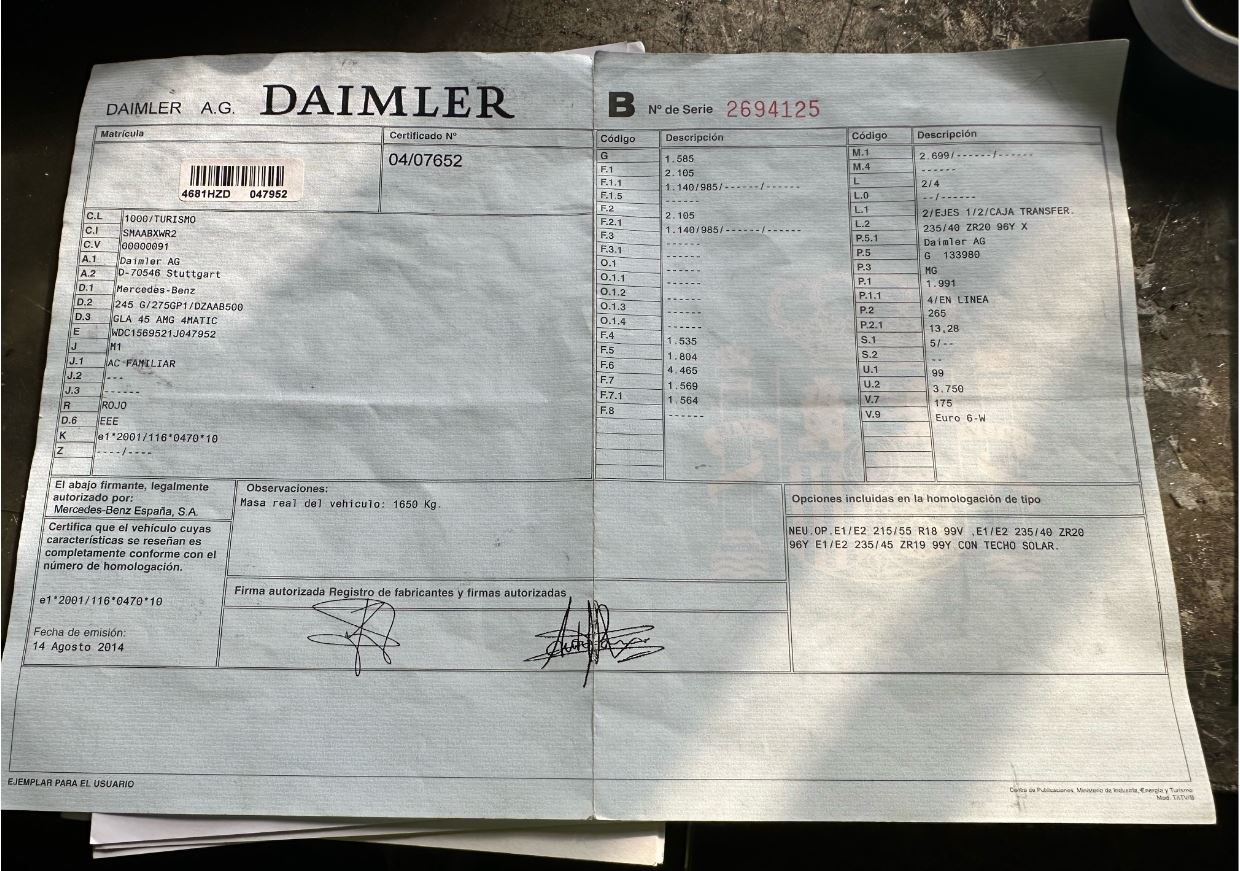 DAIMLER A.G. DAIMLER
B Nº de Serie 2694125
Matrícula
4681HZD 047952
Certificado Nº
04/07652
C.L 1000/TURISMO
C.I SMAABXWR2
C.V 00000091
A.1 Daimler AG
A.2 D-70546 Stuttgart
D.1 Mercedes-Benz
D.2 245 G/275GP1/DZAAB500
D.3 GLA 45 AMG 4MATIC
E WDC1569521J047952
J M1
J.1 AC FAMILIAR
J.2 ---
J.3 ------
R ROJO
D.6 EEE
K e1*2001/116*0470*10
Z ----/----
Código Descripción
G 1.585
F.1 2.105
F.1.1 1.140/985/------/------
F.1.5 ------
F.2 2.105
F.2.1 1.140/985/------/------
F.3 ------
F.3.1 ------
O.1 ------
O.1.1 ------
O.1.2 ------
O.1.3 ------
O.1.4 ------
F.4 1.535
F.5 1.804
F.6 4.465
F.7 1.569
F.7.1 1.564
F.8 ------
Código Descripción
M.1 2.699/------/------
M.4 ------
L 2/4
L.0 --/------
L.1 2/EJES 1/2/CAJA TRANSFER.
L.2 235/40 ZR20 96Y X
P.5.1 Daimler AG
P.5 G 133980
P.3 MG
P.1 1.991
P.1.1 4/EN LINEA
P.2 265
P.2.1 13,28
S.1 5/--
S.2 --
U.1 99
U.2 3.750
V.7 175
V.9 Euro 6-W
El abajo firmante, legalmente
autorizado por:
Mercedes-Benz España, S.A.
Certifica que el vehículo cuyas
características se reseñan es
completamente conforme con el
número de homologación.
e1*2001/116*0470*10
Fecha de emisión:
14 Agosto 2014
Observaciones:
Masa real del vehiculo: 1650 Kg.
Firma autorizada Registro de fabricantes y firmas autorizadas
Opciones incluidas en la homologación de tipo
NEU.OP.E1/E2 215/55 R18 99V ,E1/E2 235/40 ZR20
96Y E1/E2 235/45 ZR19 99Y CON TECHO SOLAR.
EJEMPLAR PARA EL USUARIO
Centro de Publicaciones, Ministerio de Industria, Energía y Turismo
Mod. TATV/B